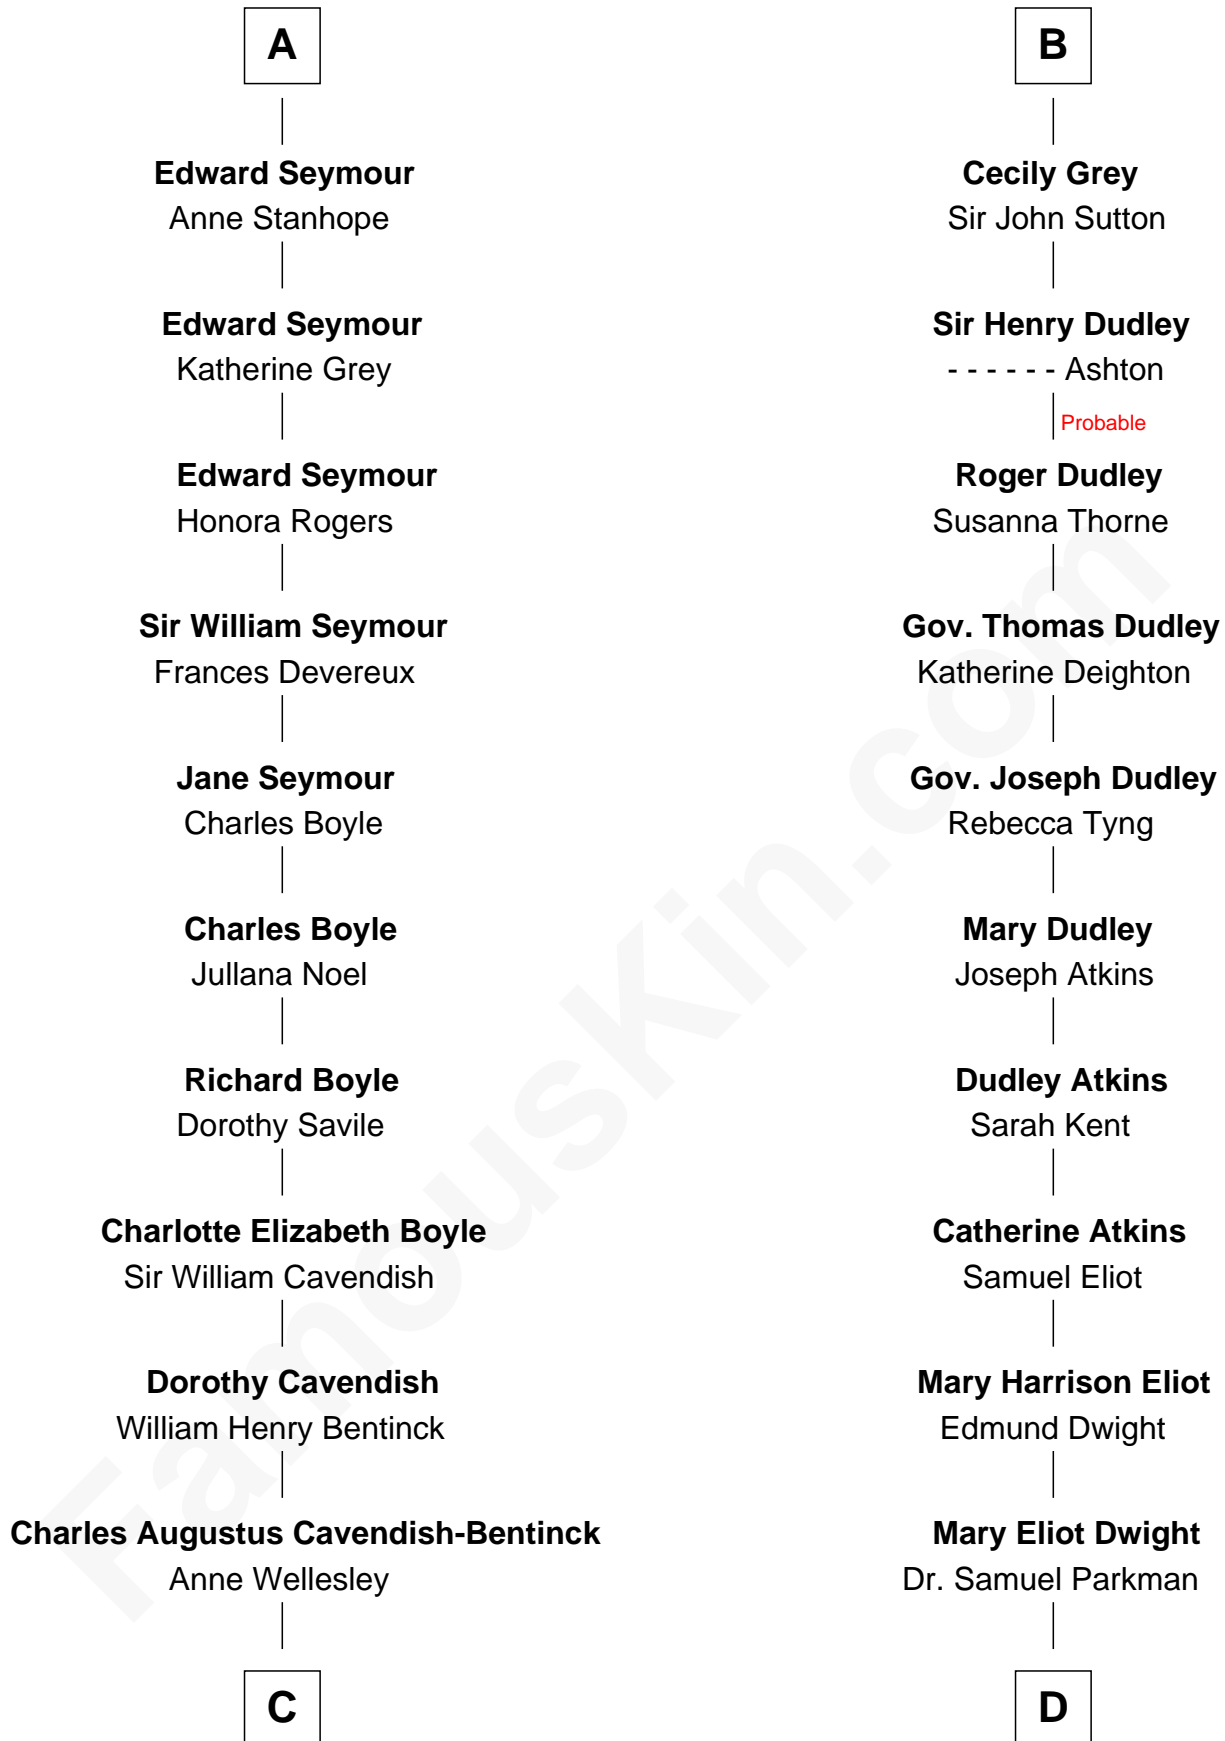 A
Edward Seymour
Anne Stanhope
Edward Seymour
Katherine Grey
Edward Seymour
Honora Rogers
Sir William Seymour
Frances Devereux
Jane Seymour
Charles Boyle
Charles Boyle
Jullana Noel
Richard Boyle
Dorothy Savile
Charlotte Elizabeth Boyle
Sir William Cavendish
Dorothy Cavendish
William Henry Bentinck
Charles Augustus Cavendish-Bentinck
Anne Wellesley
C
B
Cecily Grey
Sir John Sutton
Sir Henry Dudley
- - - - - - Ashton
Probable
Roger Dudley
Susanna Thorne
Gov. Thomas Dudley
Katherine Deighton
Gov. Joseph Dudley
Rebecca Tyng
Mary Dudley
Joseph Atkins
Dudley Atkins
Sarah Kent
Catherine Atkins
Samuel Eliot
Mary Harrison Eliot
Edmund Dwight
Mary Eliot Dwight
Dr. Samuel Parkman
D
FamousKin.com